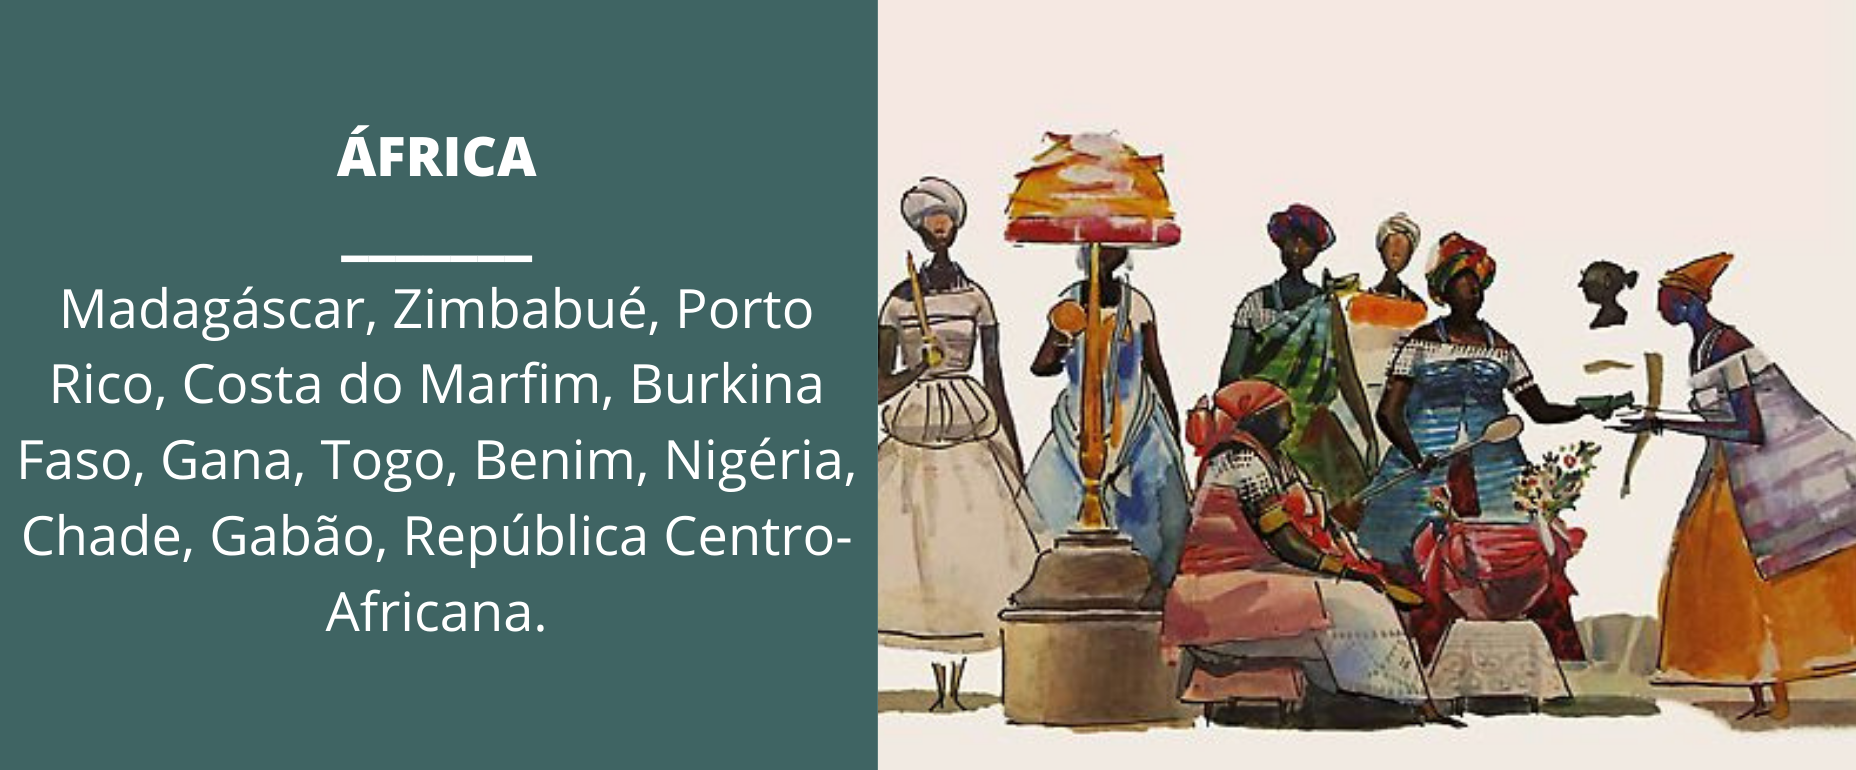 ÁFRICA
Madagáscar, Zimbabué, Porto
Rico, Costa do Marfim, Burkina
Faso, Gana, Togo, Benim, Nigéria,
Chade, Gabão, República Centro-
Africana.